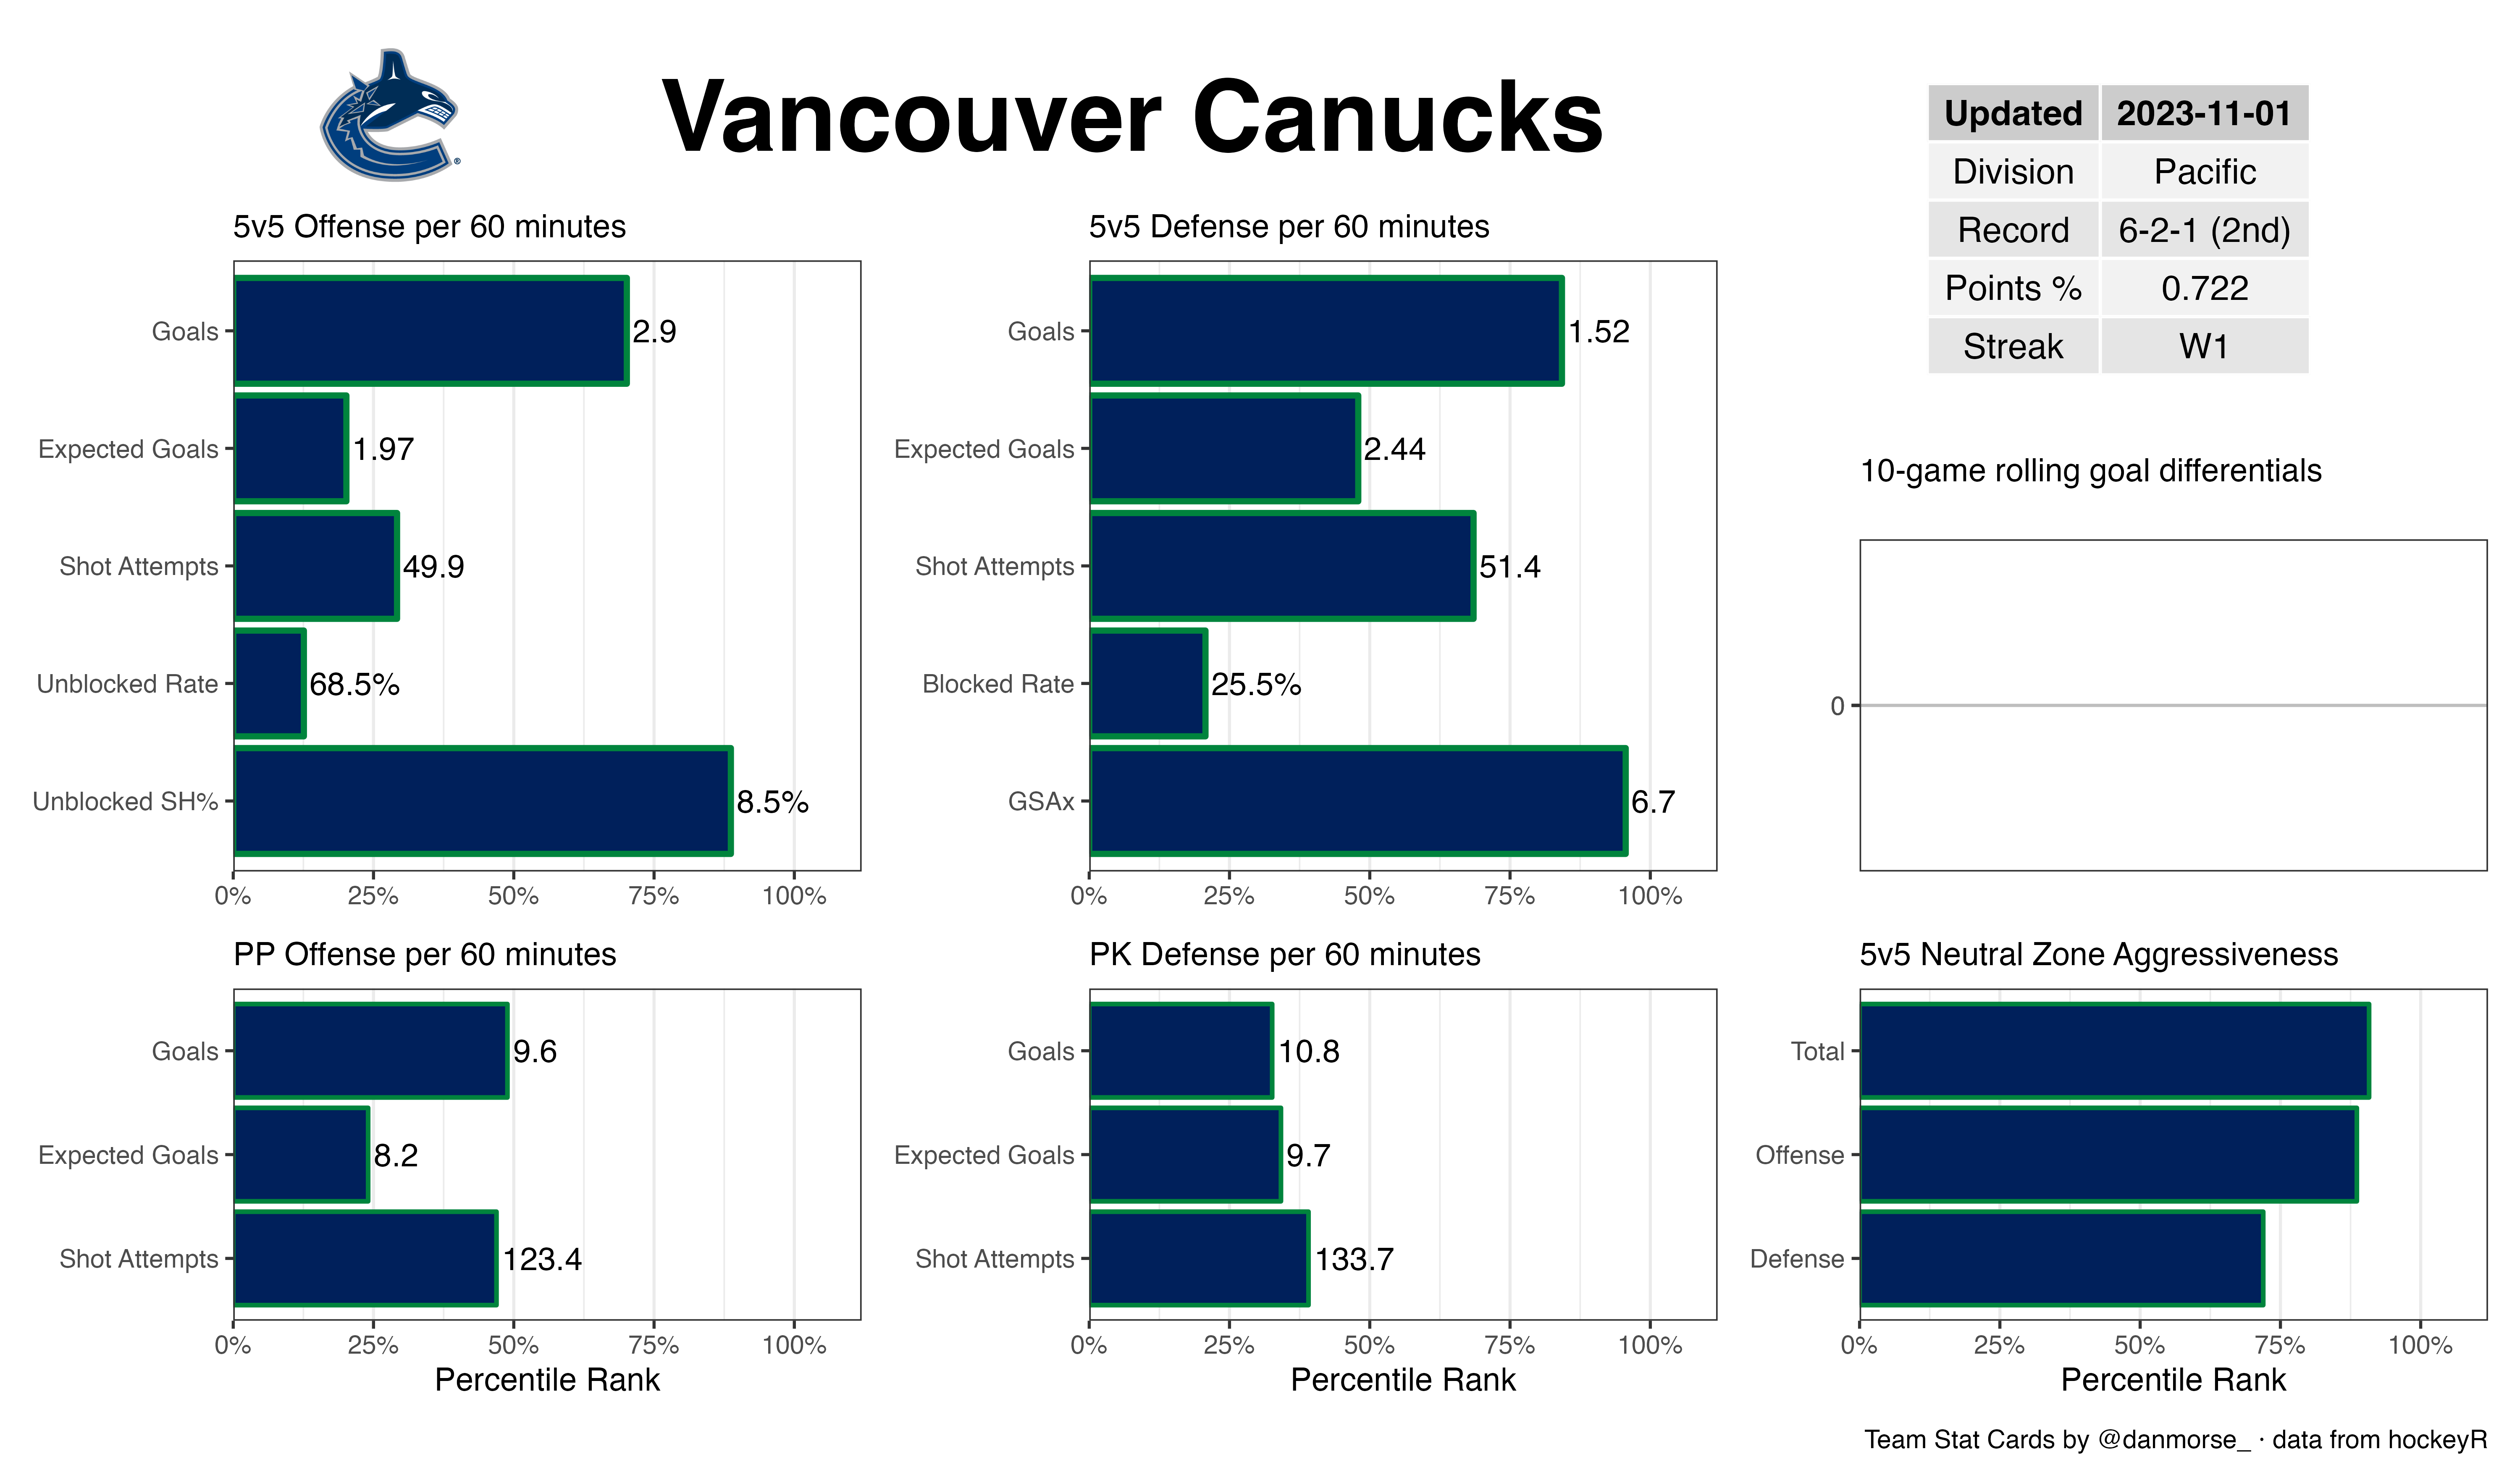 Vancouver Canucks
®
Updated 2023-11-01
Division Pacific
Record 6-2-1 (2nd)
Points % 0.722
Streak W1
5v5 Offense per 60 minutes
Goals 2.9
Expected Goals 1.97
Shot Attempts 49.9
Unblocked Rate 68.5%
Unblocked SH% 8.5%
0% 25% 50% 75% 100%
5v5 Defense per 60 minutes
Goals 1.52
Expected Goals 2.44
Shot Attempts 51.4
Blocked Rate 25.5%
GSAx 6.7
0% 25% 50% 75% 100%
10-game rolling goal differentials
0
PP Offense per 60 minutes
Goals 9.6
Expected Goals 8.2
Shot Attempts 123.4
0% 25% 50% 75% 100%
Percentile Rank
PK Defense per 60 minutes
Goals 10.8
Expected Goals 9.7
Shot Attempts 133.7
0% 25% 50% 75% 100%
Percentile Rank
5v5 Neutral Zone Aggressiveness
Total
Offense
Defense
0% 25% 50% 75% 100%
Percentile Rank
Team Stat Cards by @danmorse_ · data from hockeyR